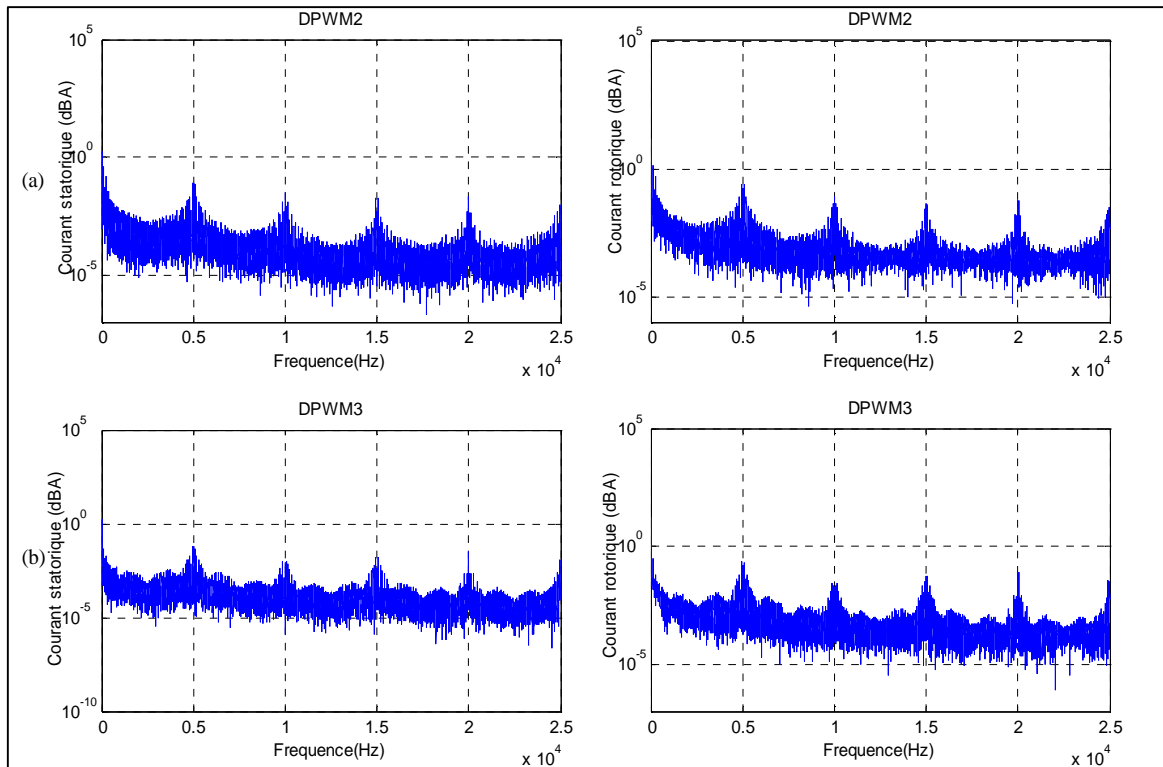 DPWM2
DPWM2
(a)
Courant statorique (dBA)
10^5
10^0
10^-5
0 0.5 1 1.5 2 2.5
x 10^4
Frequence(Hz)
Courant rotorique (dBA)
10^5
10^0
10^-5
0 0.5 1 1.5 2 2.5
x 10^4
Frequence(Hz)
DPWM3
DPWM3
(b)
Courant statorique (dBA)
10^5
10^0
10^-5
10^-10
0 0.5 1 1.5 2 2.5
x 10^4
Frequence(Hz)
Courant rotorique (dBA)
10^5
10^0
10^-5
0 0.5 1 1.5 2 2.5
x 10^4
Frequence(Hz)